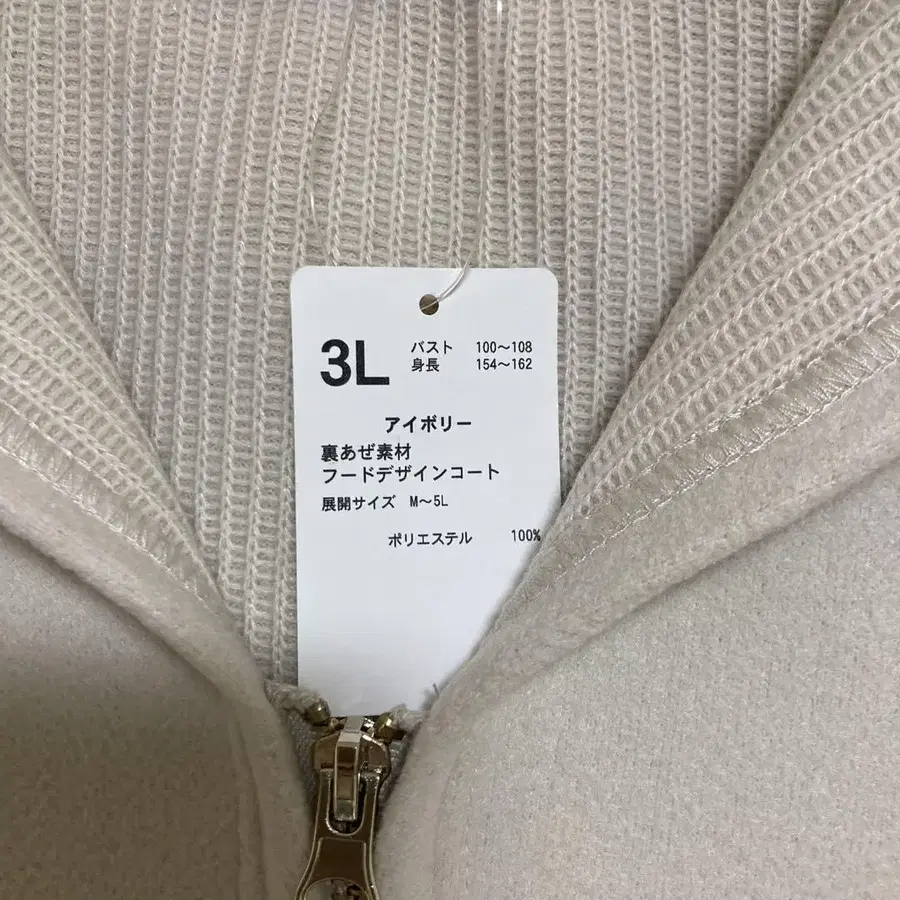 3L
バスト 100〜108
身長 154〜162
アイボリー
裏あぜ素材
フードデザインコート
展開サイズ M〜5L
ポリエステル 100%